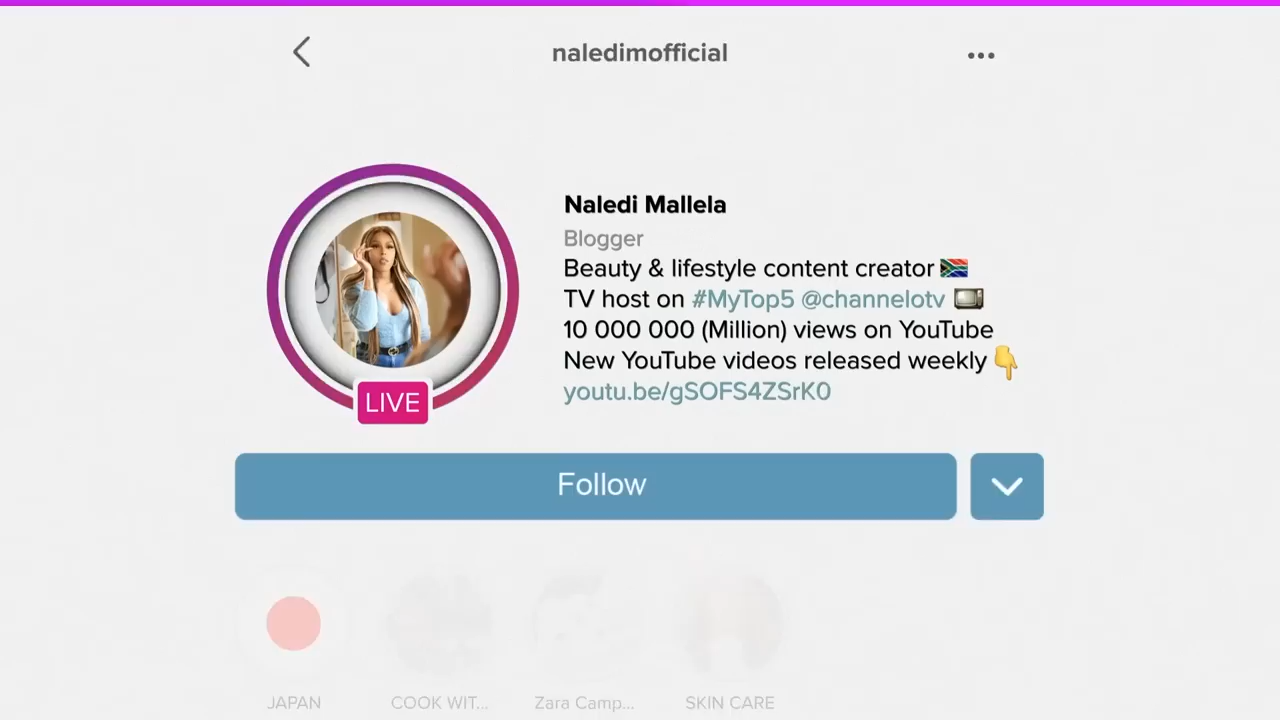 naledimofficial
Naledi Mallela
Blogger
Beauty & lifestyle content creator 🇿🇦
TV host on #MyTop5 @channelotv 📺
10 000 000 (Million) views on YouTube
New YouTube videos released weekly 👇
youtu.be/gSOFS4ZSrK0
LIVE
Follow
JAPAN
COOK WIT...
Zara Camp...
SKIN CARE